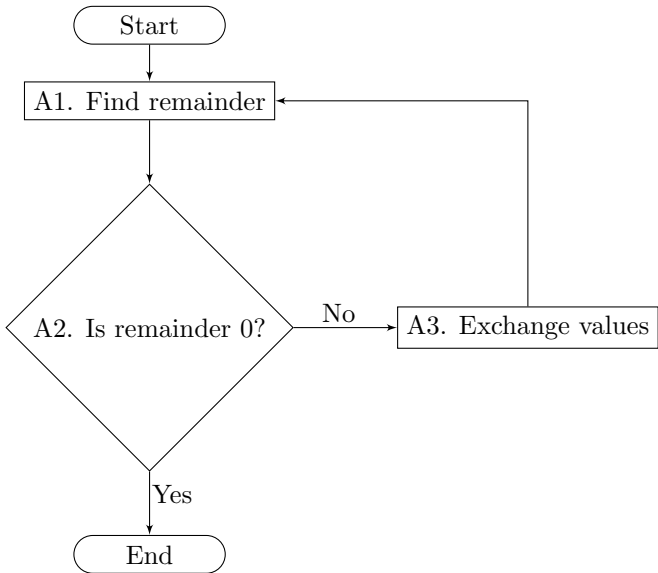 Start
A1. Find remainder
A2. Is remainder 0?
No
A3. Exchange values
Yes
End